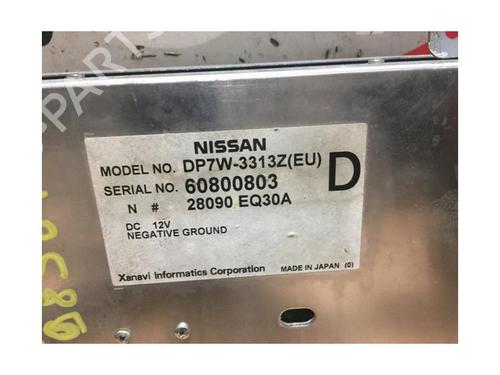 NISSAN
MODEL NO. DP7W-3313Z(EU)
D
SERIAL NO. 60800803
N # 28090 EQ30A
DC 12V
NEGATIVE GROUND
Xanavi Informatics Corporation MADE IN JAPAN (0)